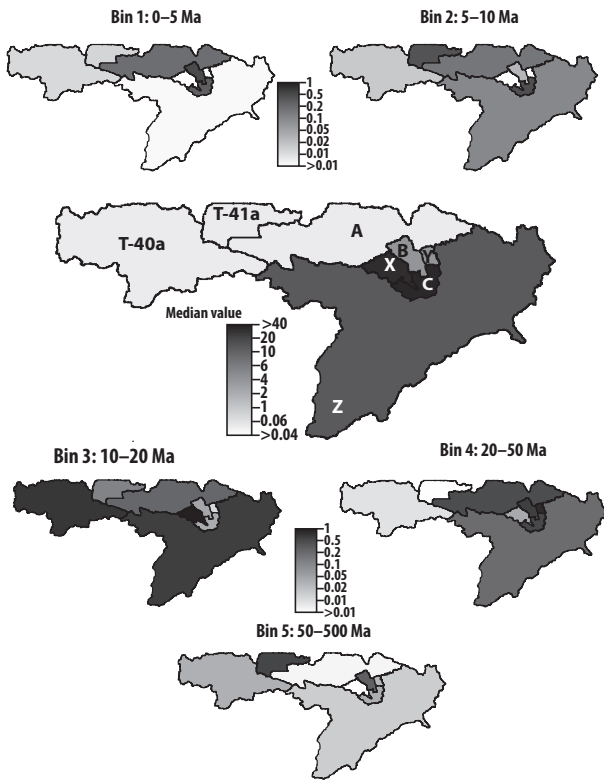 Bin 1: 0–5 Ma
Bin 2: 5–10 Ma
1
0.5
0.2
0.1
0.05
0.02
0.01
>0.01
T-40a
T-41a
A
B
Y
X
C
Z
Median value
>40
20
10
6
4
2
1
0.06
>0.04
Bin 3: 10–20 Ma
Bin 4: 20–50 Ma
1
0.5
0.2
0.1
0.05
0.02
0.01
>0.01
Bin 5: 50–500 Ma